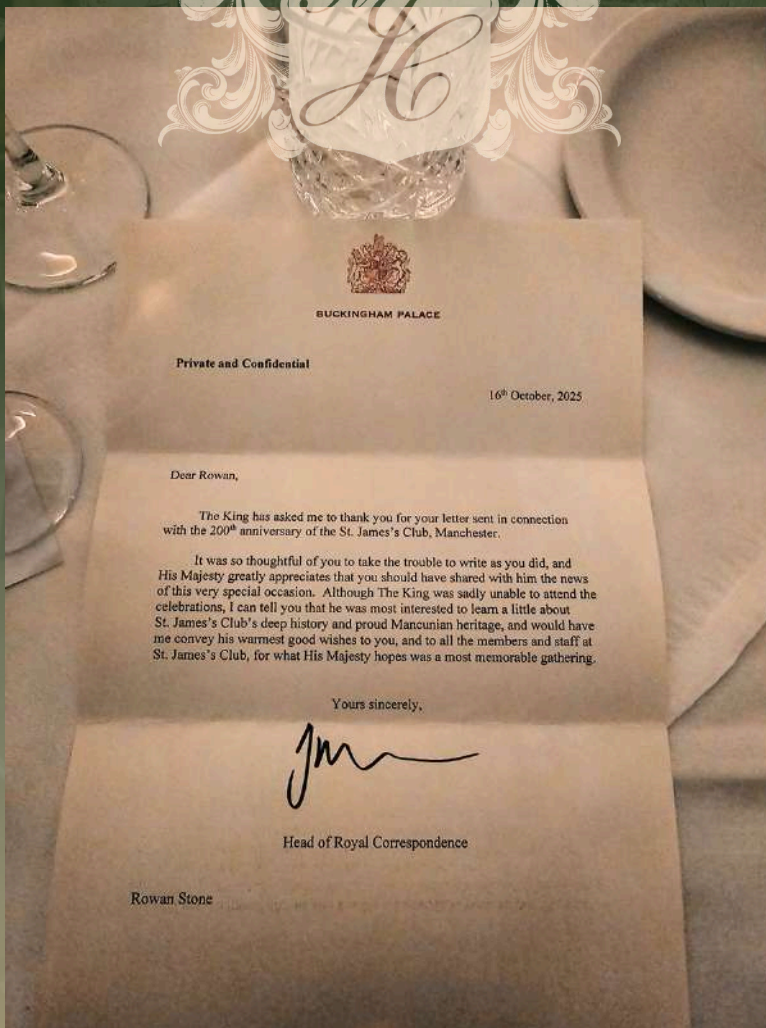 BUCKINGHAM PALACE
Private and Confidential
16th October, 2025
Dear Rowan,
The King has asked me to thank you for your letter sent in connection
with the 200th anniversary of the St. James's Club, Manchester.
It was so thoughtful of you to take the trouble to write as you did, and
His Majesty greatly appreciates that you should have shared with him the news
of this very special occasion. Although The King was sadly unable to attend the
celebrations, I can tell you that he was most interested to learn a little about
St. James's Club's deep history and proud Mancunian heritage, and would have
me convey his warmest good wishes to you, and to all the members and staff at
St. James's Club, for what His Majesty hopes was a most memorable gathering.
Yours sincerely,
Head of Royal Correspondence
Rowan Stone